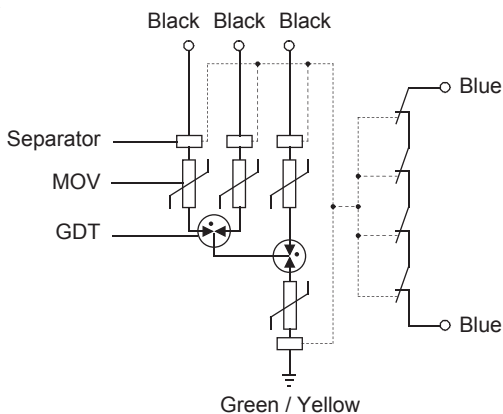 Black Black Black
Blue
Separator
MOV
GDT
Blue
Green / Yellow